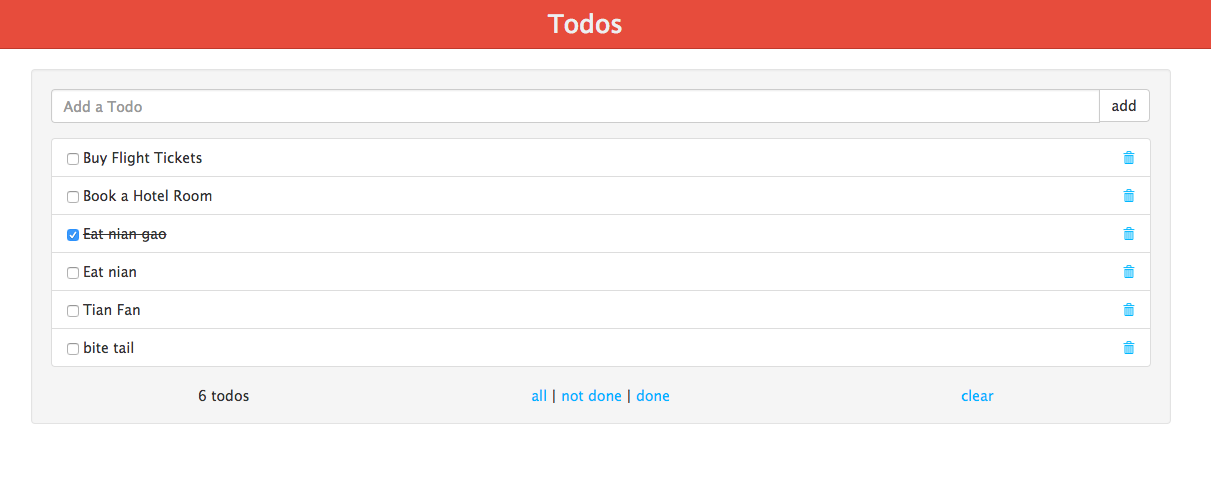 Todos
Add a Todo
add
Buy Flight Tickets
Book a Hotel Room
Eat nian gao
Eat nian
Tian Fan
bite tail
6 todos
all | not done | done
clear